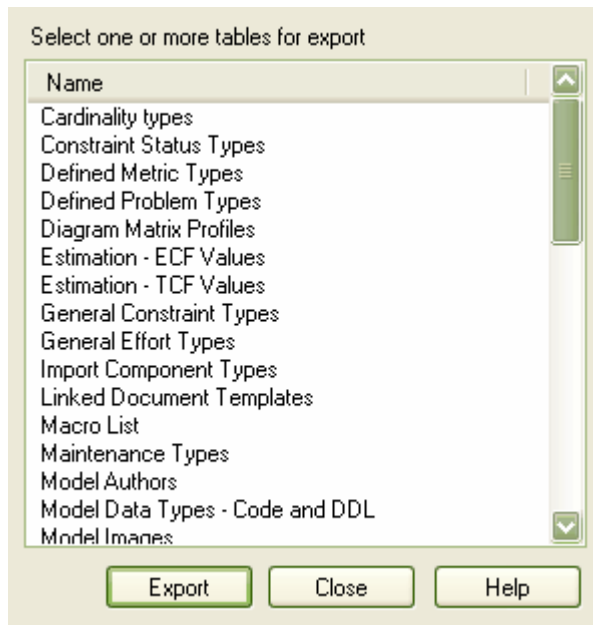 Select one or more tables for export
Name
Cardinality types
Constraint Status Types
Defined Metric Types
Defined Problem Types
Diagram Matrix Profiles
Estimation - ECF Values
Estimation - TCF Values
General Constraint Types
General Effort Types
Import Component Types
Linked Document Templates
Macro List
Maintenance Types
Model Authors
Model Data Types - Code and DDL
Model Images
Export Close Help